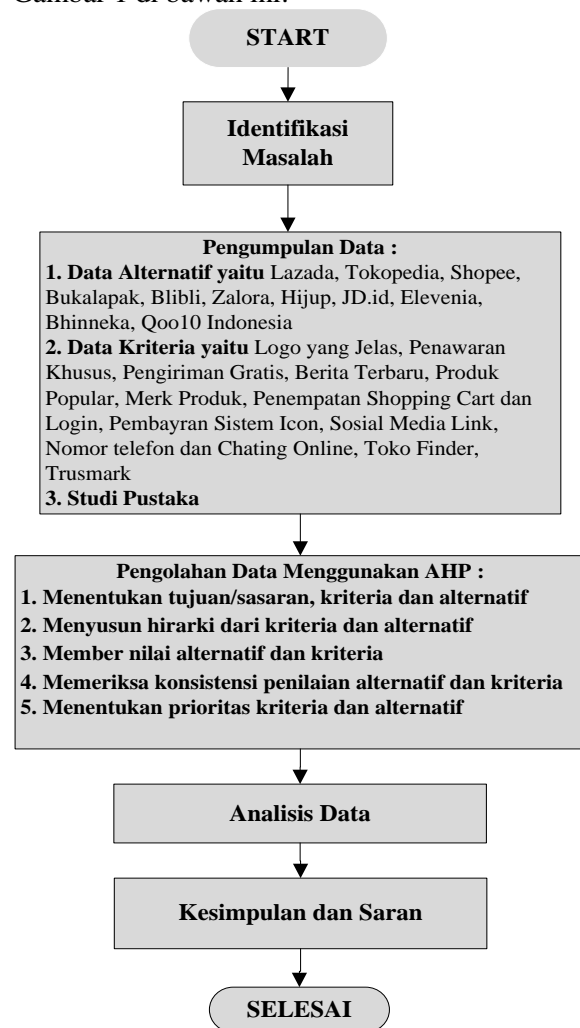 Gambar 1 di bawah ini.
START
Identifikasi
Masalah
Pengumpulan Data :
1. Data Alternatif yaitu Lazada, Tokopedia, Shopee,
Bukalapak, Blibli, Zalora, Hijup, JD.id, Elevenia,
Bhinneka, Qoo10 Indonesia
2. Data Kriteria yaitu Logo yang Jelas, Penawaran
Khusus, Pengiriman Gratis, Berita Terbaru, Produk
Popular, Merk Produk, Penempatan Shopping Cart dan
Login, Pembayran Sistem Icon, Sosial Media Link,
Nomor telefon dan Chating Online, Toko Finder,
Trusmark
3. Studi Pustaka
Pengolahan Data Menggunakan AHP :
1. Menentukan tujuan/sasaran, kriteria dan alternatif
2. Menyusun hirarki dari kriteria dan alternatif
3. Member nilai alternatif dan kriteria
4. Memeriksa konsistensi penilaian alternatif dan kriteria
5. Menentukan prioritas kriteria dan alternatif
Analisis Data
Kesimpulan dan Saran
SELESAI